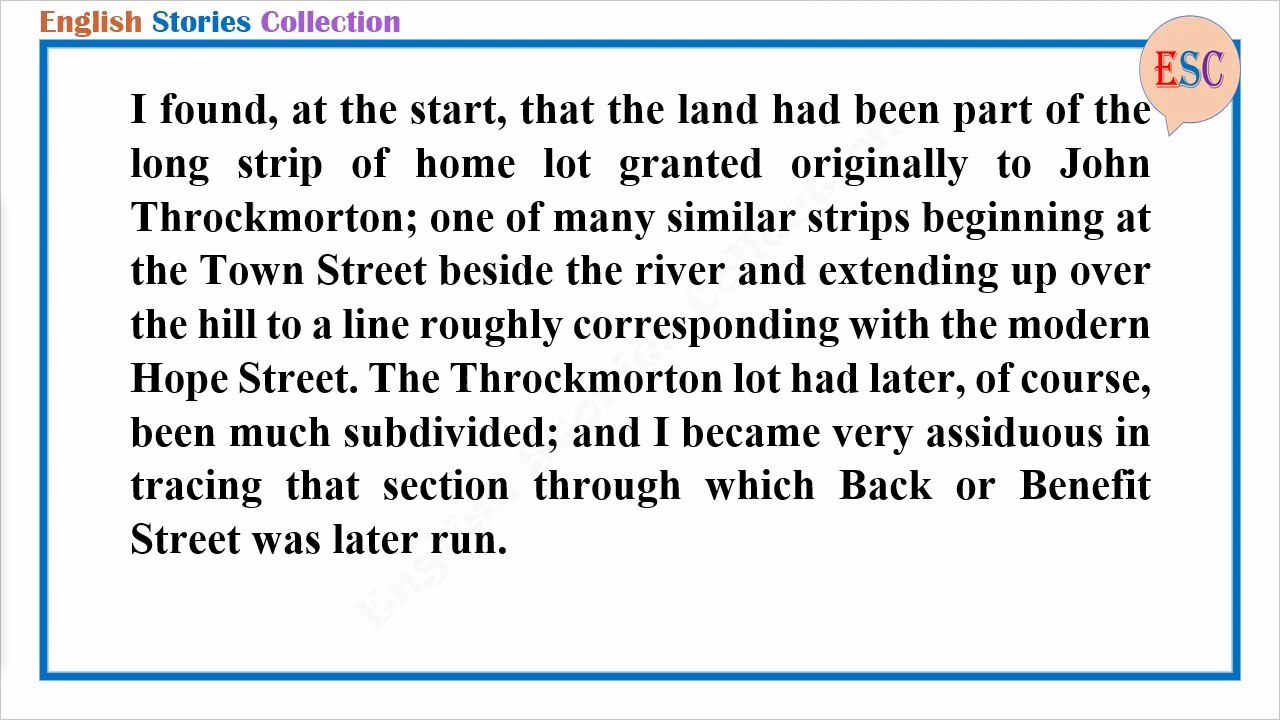 English Stories Collection
ESC
I found, at the start, that the land had been part of the
long strip of home lot granted originally to John
Throckmorton; one of many similar strips beginning at
the Town Street beside the river and extending up over
the hill to a line roughly corresponding with the modern
Hope Street. The Throckmorton lot had later, of course,
been much subdivided; and I became very assiduous in
tracing that section through which Back or Benefit
Street was later run.
English Stories Collection